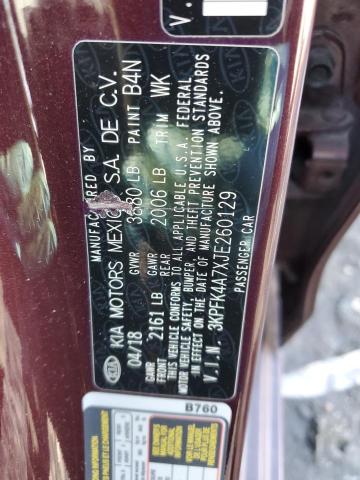 MANUFACTURED BY
KIA MOTORS MEXICO S.A. DE C.V.
04/18 GVWR 3680 LB PAINT B4N
GAWR FRONT 2161 LB GAWR REAR 2006 LB TRIM WK
THIS VEHICLE CONFORMS TO ALL APPLICABLE U.S.A. FEDERAL
MOTOR VEHICLE SAFETY, BUMPER, AND THEFT PREVENTION STANDARDS
IN EFFECT ON THE DATE OF MANUFACTURE SHOWN ABOVE.
V.I.N. 3KPFK4A7XJE260129
PASSENGER CAR
KIA
B760